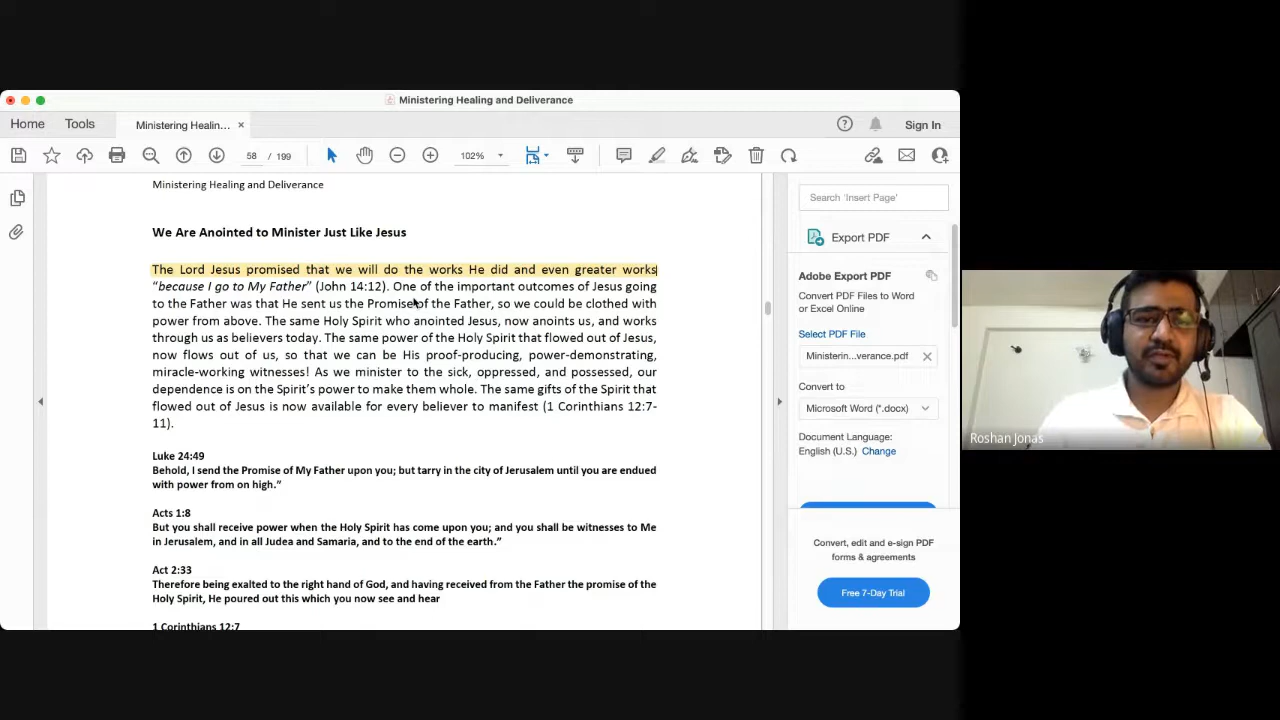 Ministering Healing and Deliverance
Home
Tools
Ministering Healin...
Sign In
58 / 199
102%
Ministering Healing and Deliverance
We Are Anointed to Minister Just Like Jesus
The Lord Jesus promised that we will do the works He did and even greater works
“because I go to My Father” (John 14:12). One of the important outcomes of Jesus going
to the Father was that He sent us the Promise of the Father, so we could be clothed with
power from above. The same Holy Spirit who anointed Jesus, now anoints us, and works
through us as believers today. The same power of the Holy Spirit that flowed out of Jesus,
now flows out of us, so that we can be His proof-producing, power-demonstrating,
miracle-working witnesses! As we minister to the sick, oppressed, and possessed, our
dependence is on the Spirit’s power to make them whole. The same gifts of the Spirit that
flowed out of Jesus is now available for every believer to manifest (1 Corinthians 12:7-
11).
Luke 24:49
Behold, I send the Promise of My Father upon you; but tarry in the city of Jerusalem until you are endued
with power from on high.”
Acts 1:8
But you shall receive power when the Holy Spirit has come upon you; and you shall be witnesses to Me
in Jerusalem, and in all Judea and Samaria, and to the end of the earth.”
Act 2:33
Therefore being exalted to the right hand of God, and having received from the Father the promise of the
Holy Spirit, He poured out this which you now see and hear
1 Corinthians 12:7
Search 'Insert Page'
Export PDF
Adobe Export PDF
Convert PDF Files to Word
or Excel Online
Select PDF File
Ministerin...verance.pdf
Convert to
Microsoft Word (*.docx)
Document Language:
English (U.S.) Change
Convert, edit and e-sign PDF
forms & agreements
Free 7-Day Trial
Roshan Jonas